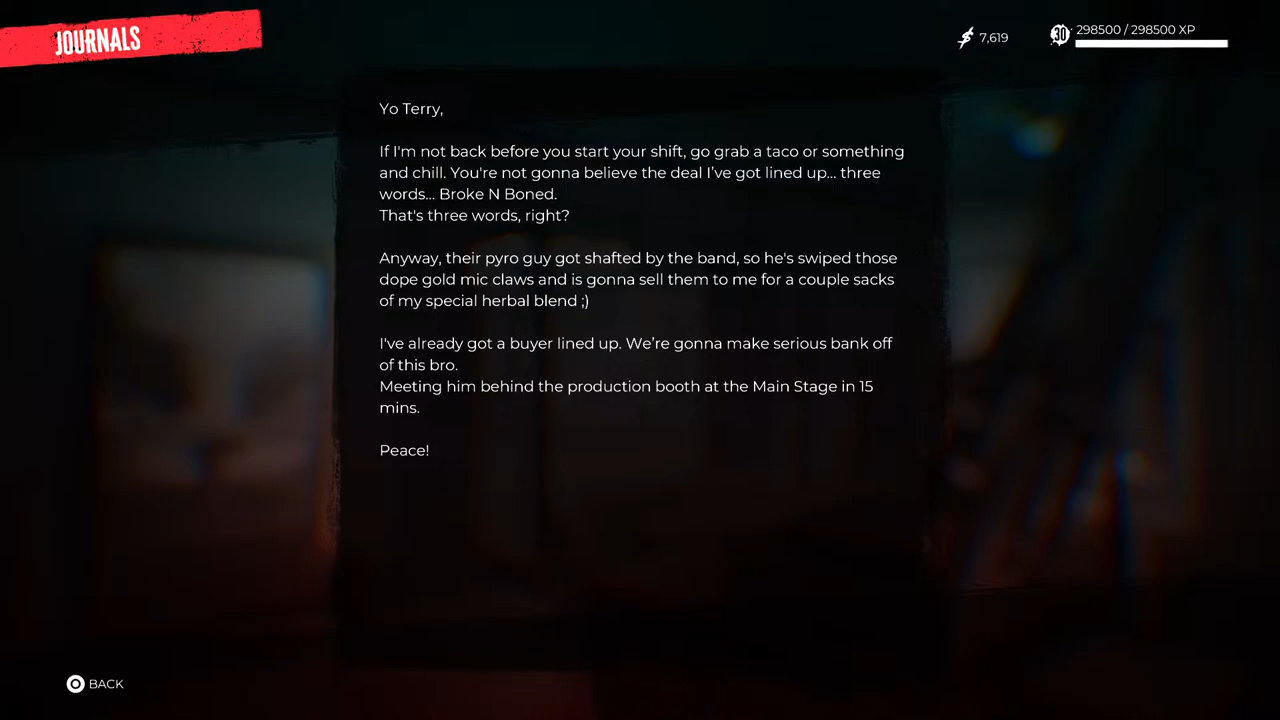 JOURNALS
7,619
30
298500 / 298500 XP
Yo Terry,
If I'm not back before you start your shift, go grab a taco or something
and chill. You're not gonna believe the deal I’ve got lined up... three
words... Broke N Boned.
That's three words, right?
Anyway, their pyro guy got shafted by the band, so he's swiped those
dope gold mic claws and is gonna sell them to me for a couple sacks
of my special herbal blend ;)
I've already got a buyer lined up. We’re gonna make serious bank off
of this bro.
Meeting him behind the production booth at the Main Stage in 15
mins.
Peace!
BACK